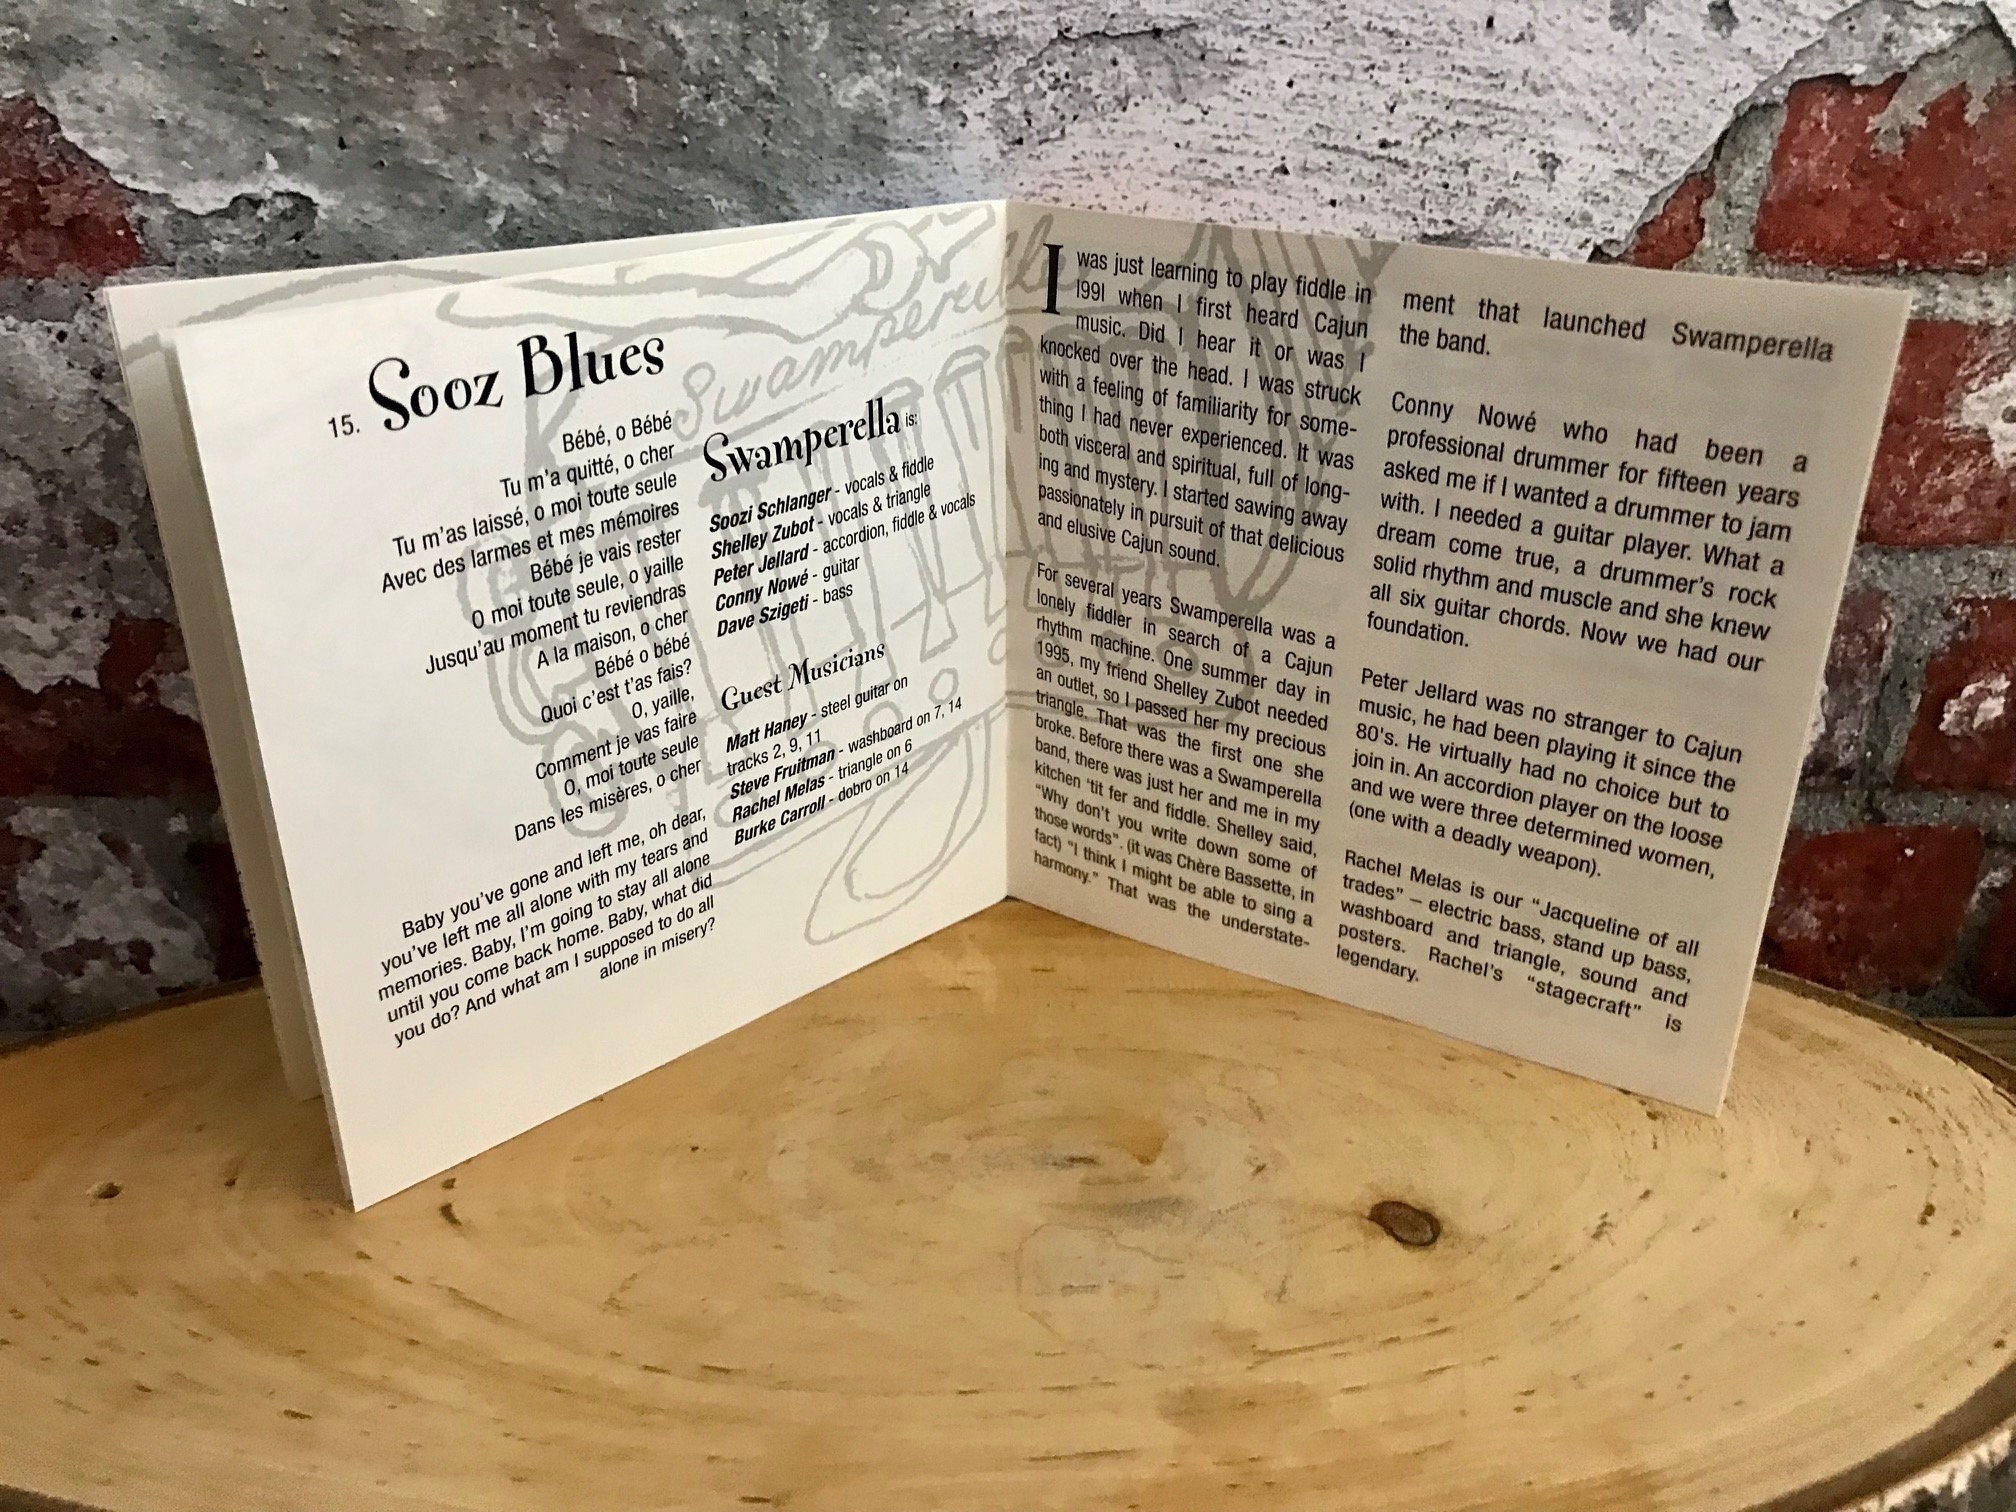 15. Sooz Blues
Bébé, o Bébé
Tu m'a quitté, o cher
Tu m'as laissé, o moi toute seule
Avec des larmes et mes mémoires
Bébé je vais rester
O moi toute seule, o yaille
Jusqu'au moment tu reviendras
A la maison, o cher
Bébé o bébé
Quoi c'est t'as fais?
O, yaille,
Comment je vas faire
O, moi toute seule
Dans les misères, o cher
Baby you've gone and left me, oh dear,
you've left me all alone with my tears and
memories. Baby, I'm going to stay all alone
until you come back home. Baby, what did
you do? And what am I supposed to do all
alone in misery?
Swamperella
Swamperella is:
Soozi Schlanger - vocals & fiddle
Shelley Zubot - vocals & triangle
Peter Jellard - accordion, fiddle & vocals
Conny Nowé - guitar
Dave Szigeti - bass
Guest Musicians
Matt Haney - steel guitar on
tracks 2, 9, 11
Steve Fruitman - washboard on 7, 14
Rachel Melas - triangle on 6
Burke Carroll - dobro on 14
I was just learning to play fiddle in
1991 when I first heard Cajun
music. Did I hear it or was I
knocked over the head. I was struck
with a feeling of familiarity for some-
thing I had never experienced. It was
both visceral and spiritual, full of long-
ing and mystery. I started sawing away
passionately in pursuit of that delicious
and elusive Cajun sound.
For several years Swamperella was a
lonely fiddler in search of a Cajun
rhythm machine. One summer day in
1995, my friend Shelley Zubot needed
an outlet, so I passed her my precious
triangle. That was the first one she
broke. Before there was a Swamperella
band, there was just her and me in my
kitchen 'tit fer and fiddle. Shelley said,
"Why don't you write down some of
those words". (it was Chère Bassette, in
fact) "I think I might be able to sing a
harmony." That was the understate-
ment that launched Swamperella
the band.
Conny Nowé who had been a
professional drummer for fifteen years
asked me if I wanted a drummer to jam
with. I needed a guitar player. What a
dream come true, a drummer's rock
solid rhythm and muscle and she knew
all six guitar chords. Now we had our
foundation.
Peter Jellard was no stranger to Cajun
music, he had been playing it since the
80's. He virtually had no choice but to
join in. An accordion player on the loose
and we were three determined women,
(one with a deadly weapon).
Rachel Melas is our "Jacqueline of all
trades" – electric bass, stand up bass,
washboard and triangle, sound and
posters. Rachel's "stagecraft" is
legendary.